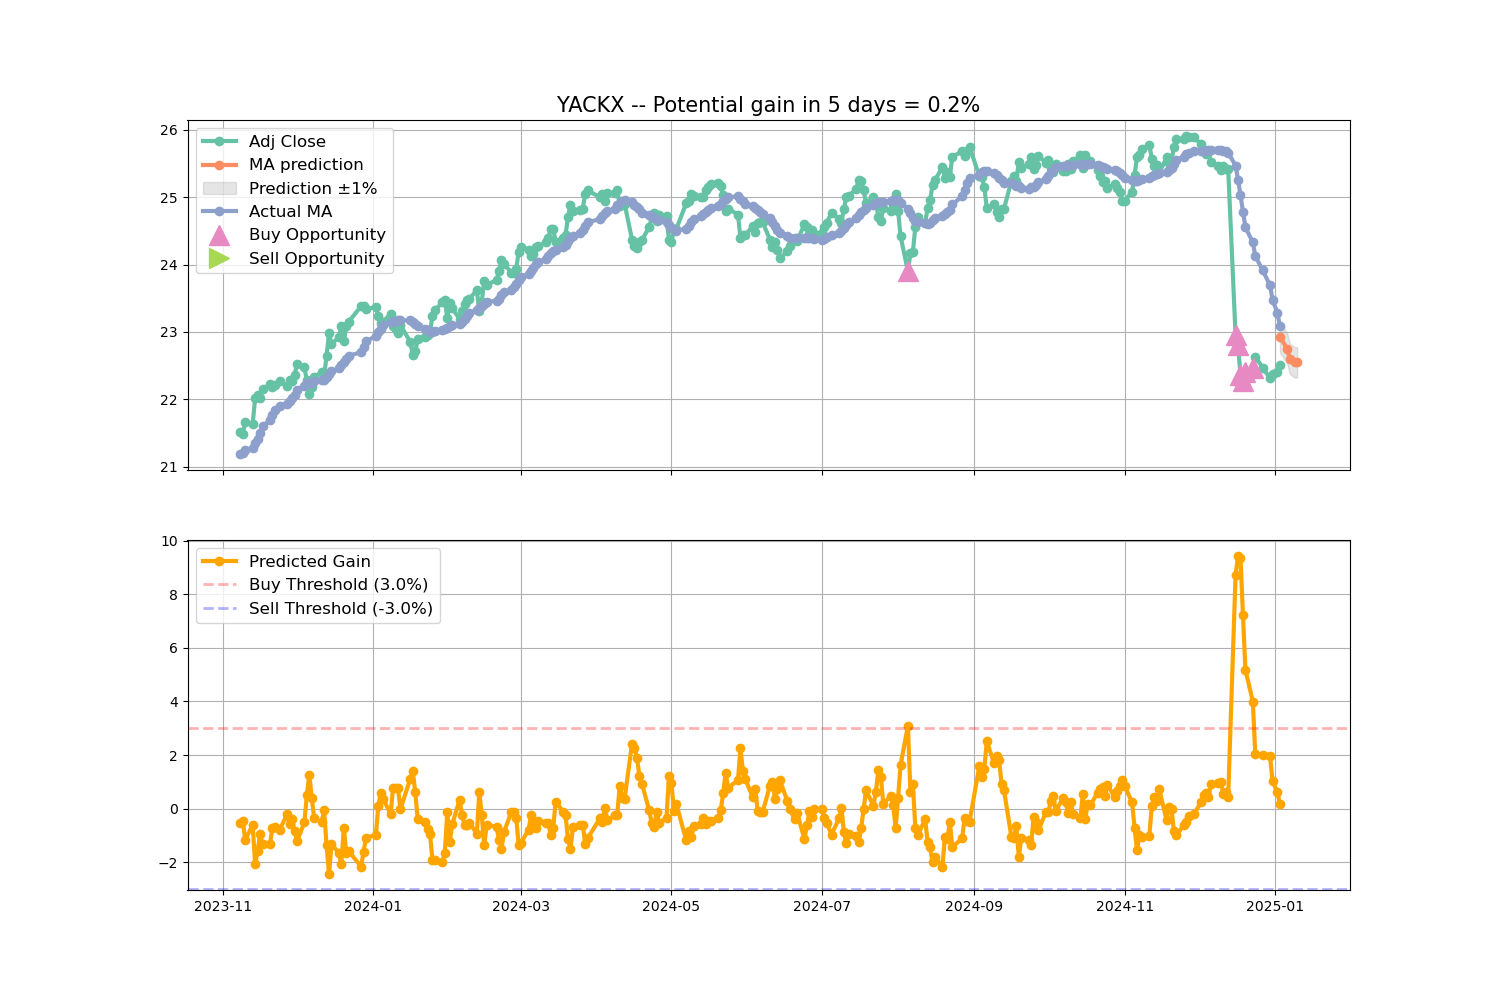 YACKX -- Potential gain in 5 days = 0.2%
26
25
24
23
22
21
Adj Close
MA prediction
Prediction ±1%
Actual MA
Buy Opportunity
Sell Opportunity
10
8
6
4
2
0
−2
Predicted Gain
Buy Threshold (3.0%)
Sell Threshold (-3.0%)
2023-11
2024-01
2024-03
2024-05
2024-07
2024-09
2024-11
2025-01